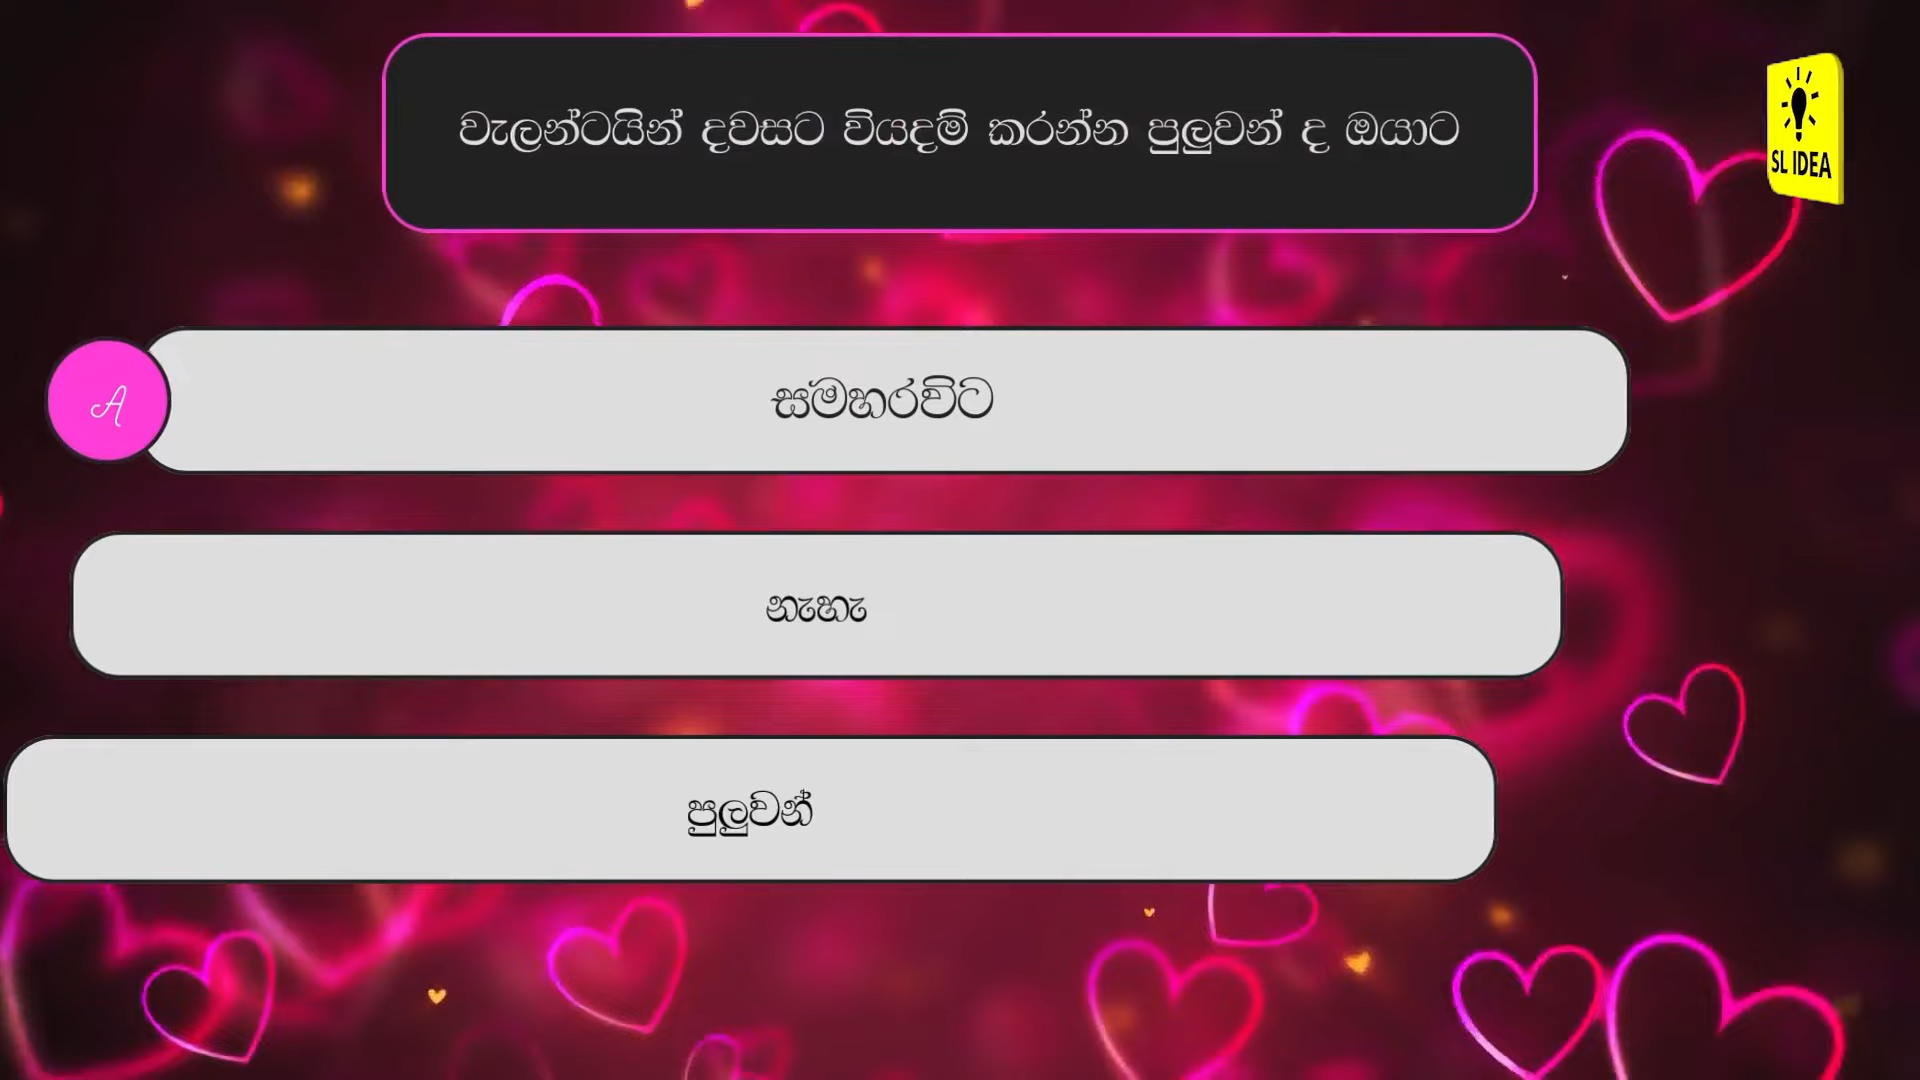 වැලන්ටයින් දවසට වියදම් කරන්න පුලුවන් ද ඔයාට
SL IDEA
A
සමහරවිට
නැහැ
පුලුවන්